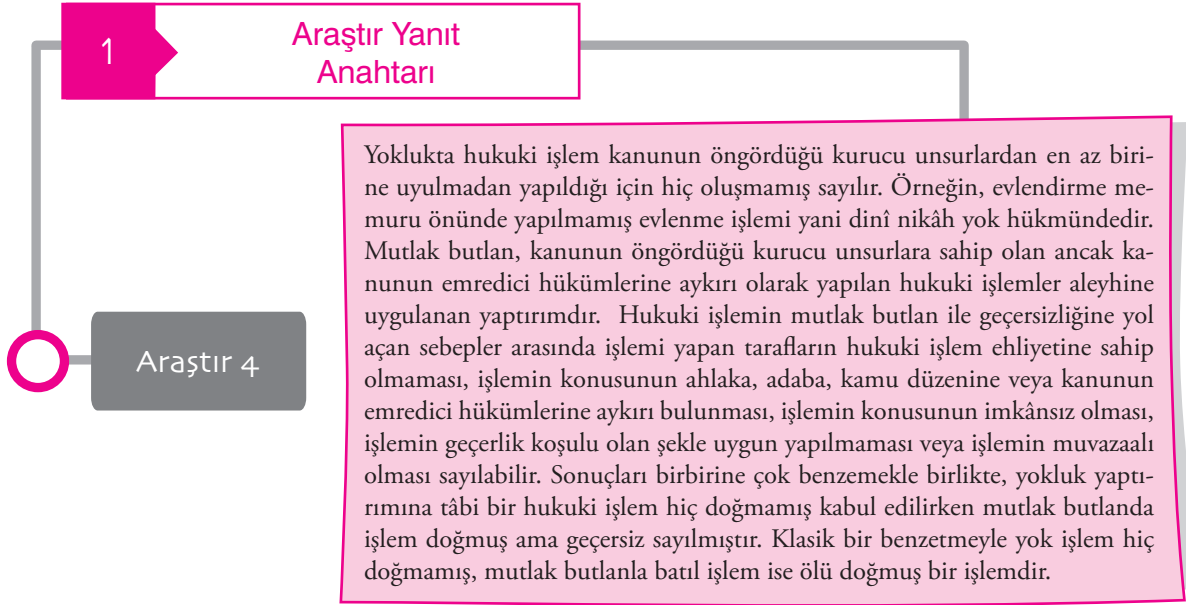 1
Araştır Yanıt
Anahtarı
Yoklukta hukuki işlem kanunun öngördüğü kurucu unsurlardan en az biri-
ne uyulmadan yapıldığı için hiç oluşmamış sayılır. Örneğin, evlendirme me-
muru önünde yapılmamış evlenme işlemi yani dinî nikâh yok hükmündedir.
Mutlak butlan, kanunun öngördüğü kurucu unsurlara sahip olan ancak ka-
nunun emredici hükümlerine aykırı olarak yapılan hukuki işlemler aleyhine
uygulanan yaptırımdır. Hukuki işlemin mutlak butlan ile geçersizliğine yol
açan sebepler arasında işlemi yapan tarafların hukuki işlem ehliyetine sahip
olmaması, işlemin konusunun ahlaka, adaba, kamu düzenine veya kanunun
emredici hükümlerine aykırı bulunması, işlemin konusunun imkânsız olması,
işlemin geçerlik koşulu olan şekle uygun yapılmaması veya işlemin muvazaalı
olması sayılabilir. Sonuçları birbirine çok benzemekle birlikte, yokluk yaptı-
rımına tâbi bir hukuki işlem hiç doğmamış kabul edilirken mutlak butlanda
işlem doğmuş ama geçersiz sayılmıştır. Klasik bir benzetmeyle yok işlem hiç
doğmamış, mutlak butlanla batıl işlem ise ölü doğmuş bir işlemdir.
Araştır 4